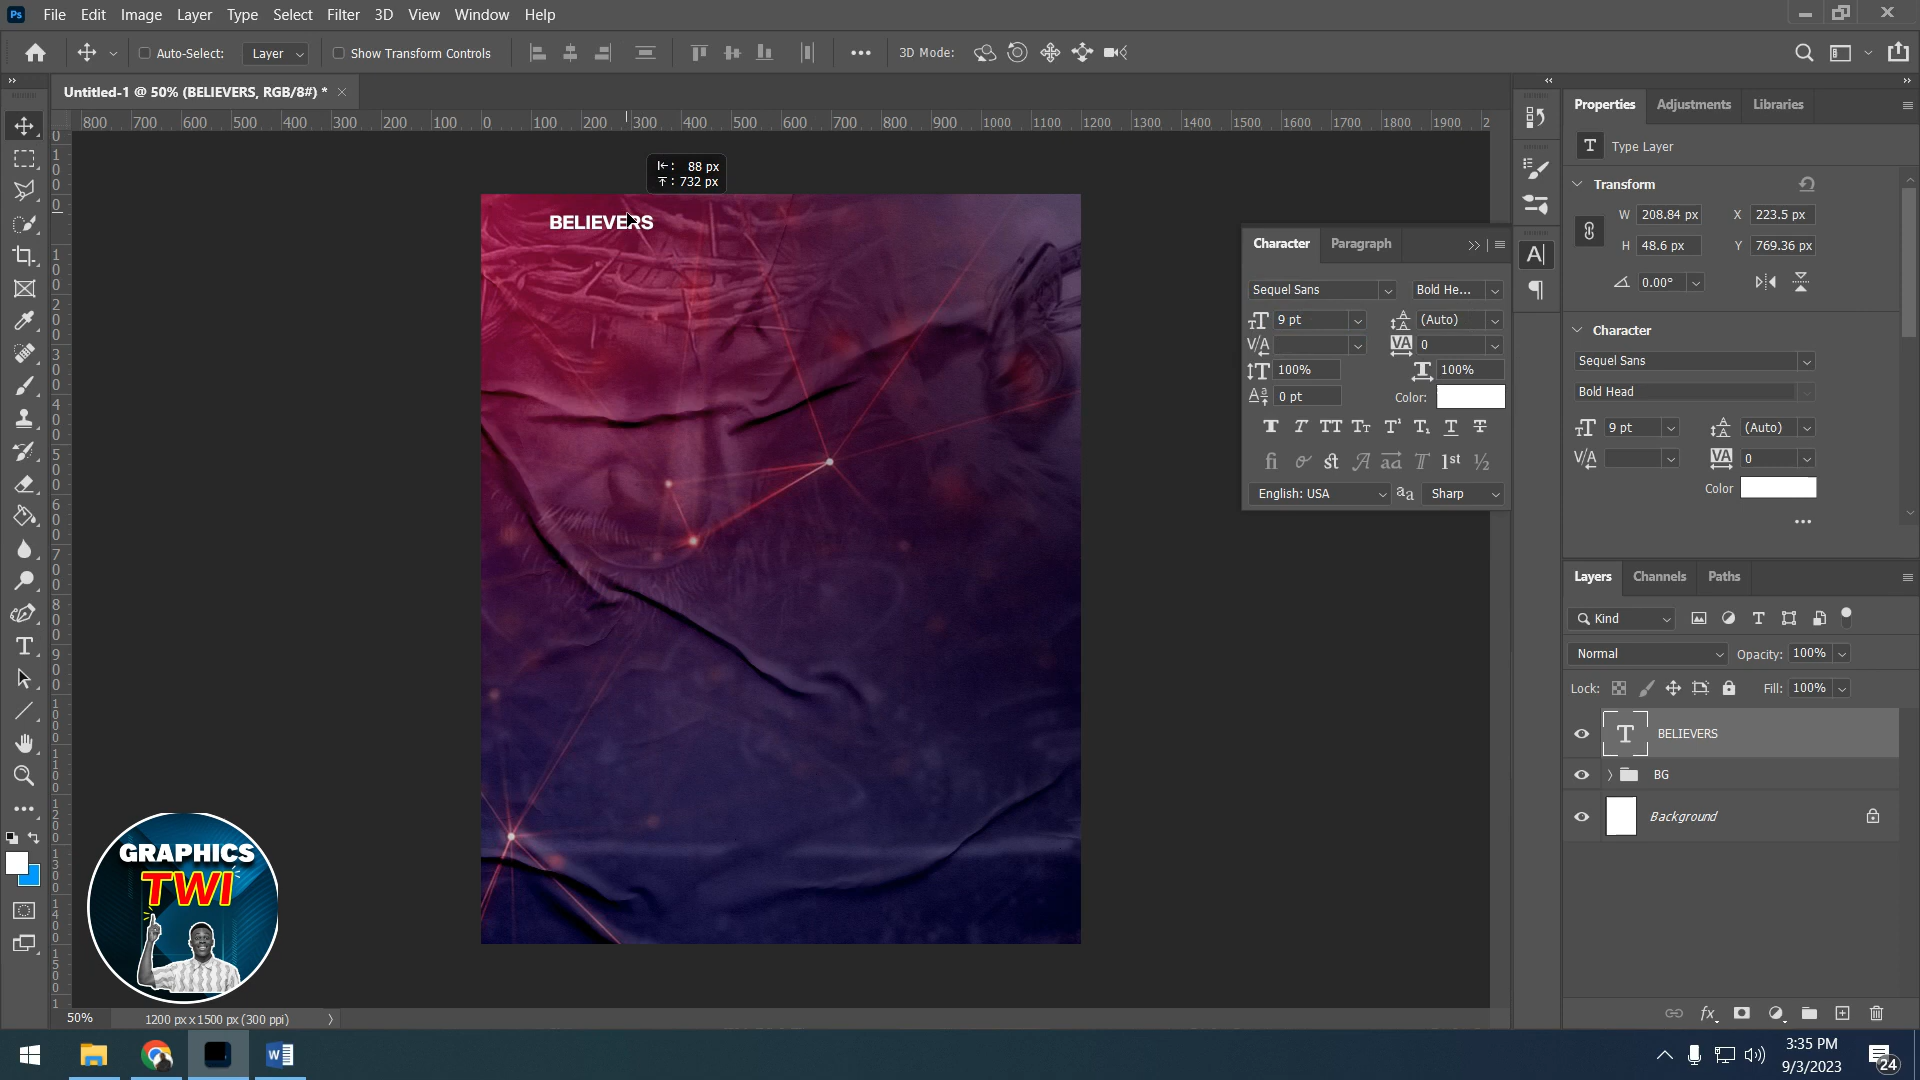 Ps File Edit Image Layer Type Select Filter 3D View Window Help
Auto-Select: Layer Show Transform Controls 3D Mode:
Untitled-1 @ 50% (BELIEVERS, RGB/8#) *
800 700 600 500 400 300 200 100 0 100 200 300 400 500 600 700 800 900 1000 1100 1200 1300 1400 1500 1600 1700 1800 1900 2
88 px
732 px
BELIEVERS
Character Paragraph
Sequel Sans Bold He...
9 pt (Auto)
0
100% 100%
0 pt Color:
English: USA Sharp
Properties Adjustments Libraries
Type Layer
Transform
W 208.84 px X 223.5 px
H 48.6 px Y 769.36 px
0.00°
Character
Sequel Sans
Bold Head
9 pt (Auto)
0
Color
Layers Channels Paths
Kind
Normal Opacity: 100%
Lock: Fill: 100%
BELIEVERS
BG
Background
GRAPHICS
TWI
50% 1200 px x 1500 px (300 ppi)
3:35 PM
9/3/2023
24